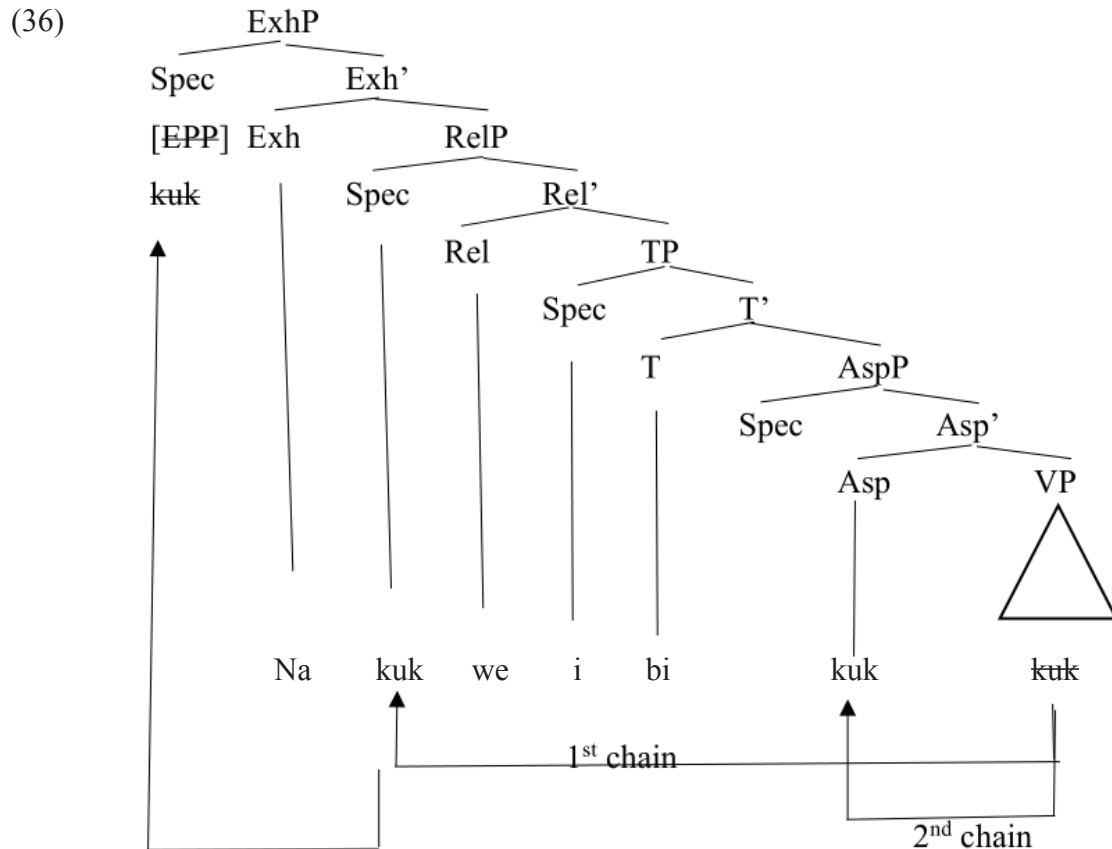 (36)
ExhP
Spec Exh’
[EPP] Exh RelP
kuk Spec Rel’
Rel TP
Spec T’
T AspP
Spec Asp’
Asp VP
Na kuk we i bi kuk kuk
1st chain
2nd chain